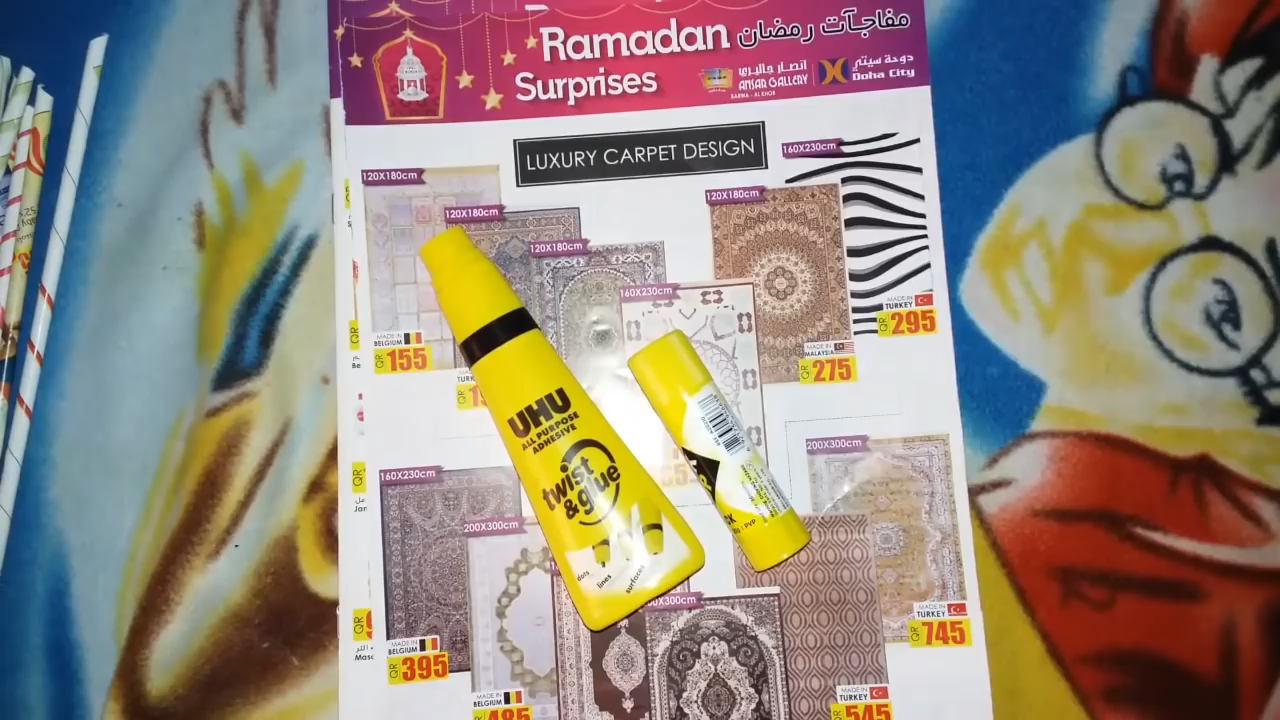 Ramadan
Surprises
مفاجآت رمضان
انصار جاليري
ANSAR GALLERY
BARWA - AL KHOR
دوحة سيتي
Doha City
LUXURY CARPET DESIGN
120X180cm
120X180cm
120X180cm
160X230cm
120X180cm
160X230cm
MADE IN
BELGIUM
QR 155
MADE IN
MALAYSIA
QR 275
MADE IN
TURKEY
QR 295
UHU
ALL PURPOSE
ADHESIVE
twist
& glue
dots
lines
surfaces
160X230cm
200X300cm
200X300cm
MADE IN
BELGIUM
QR 395
MADE IN
BELGIUM
485
MADE IN
TURKEY
QR 745
MADE IN
TURKEY
545